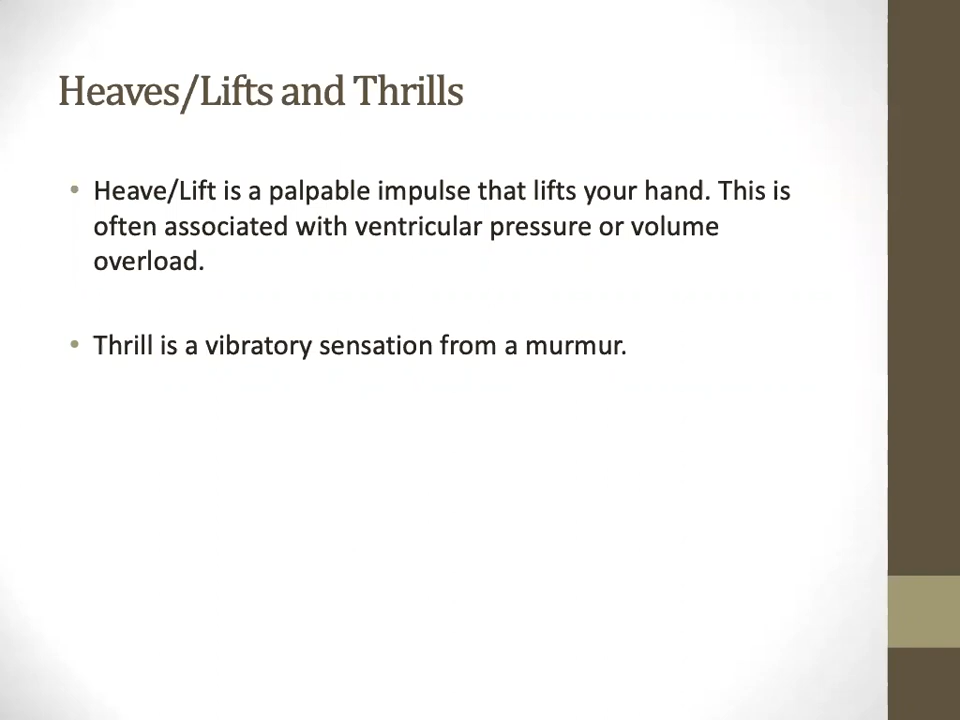 Heaves/Lifts and Thrills
• Heave/Lift is a palpable impulse that lifts your hand. This is
often associated with ventricular pressure or volume
overload.
• Thrill is a vibratory sensation from a murmur.